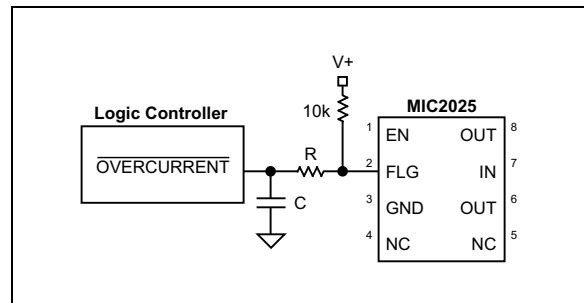 V+
Logic Controller
10k
MIC2025
OVERCURRENT
R
C
1 EN OUT 8
2 FLG IN 7
3 GND OUT 6
4 NC NC 5